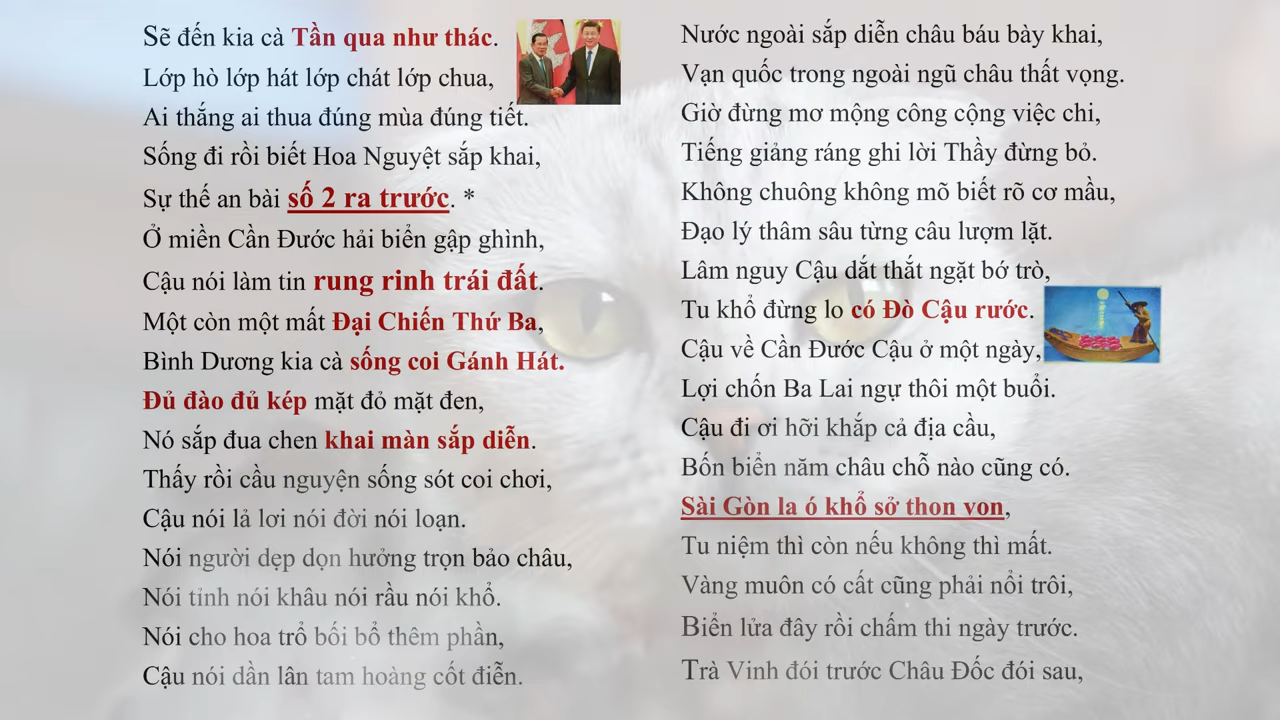 Sẽ đến kia cà Tần qua như thác.
Lớp hò lớp hát lớp chát lớp chua,
Ai thắng ai thua đúng mùa đúng tiết.
Sống đi rồi biết Hoa Nguyệt sắp khai,
Sự thế an bài số 2 ra trước. *
Ở miền Cần Đước hải biển gập ghình,
Cậu nói làm tin rung rinh trái đất.
Một còn một mất Đại Chiến Thứ Ba,
Bình Dương kia cà sống coi Gánh Hát.
Đủ đào đủ kép mặt đỏ mặt đen,
Nó sắp đua chen khai màn sắp diễn.
Thấy rồi cầu nguyện sống sót coi chơi,
Cậu nói lả lơi nói đời nói loạn.
Nói người dẹp dọn hưởng trọn bảo châu,
Nói tỉnh nói khâu nói rầu nói khổ.
Nói cho hoa trổ bối bổ thêm phần,
Cậu nói dần lân tam hoàng cốt điễn.
Nước ngoài sắp diễn châu báu bày khai,
Vạn quốc trong ngoài ngũ châu thất vọng.
Giờ đừng mơ mộng công cộng việc chi,
Tiếng giảng ráng ghi lời Thầy đừng bỏ.
Không chuông không mõ biết rõ cơ mầu,
Đạo lý thâm sâu từng câu lượm lặt.
Lâm nguy Cậu dắt thắt ngặt bớ trò,
Tu khổ đừng lo có Đò Cậu rước.
Cậu về Cần Đước Cậu ở một ngày,
Lợi chốn Ba Lai ngự thôi một buổi.
Cậu đi ơi hỡi khắp cả địa cầu,
Bốn biển năm châu chỗ nào cũng có.
Sài Gòn la ó khổ sở thon von,
Tu niệm thì còn nếu không thì mất.
Vàng muôn có cất cũng phải nổi trôi,
Biển lửa đây rồi chấm thi ngày trước.
Trà Vinh đói trước Châu Đốc đói sau,